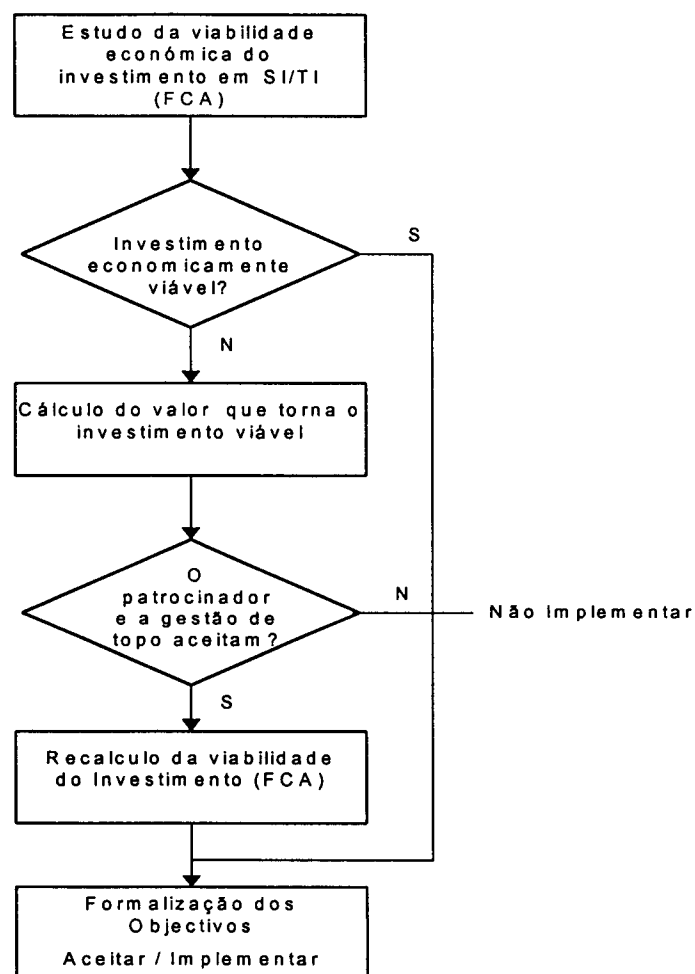 Estudo da viabilidade
económica do
investimento em SI/TI
(FCA)
S
Investimento
economicamente
viável?
N
Cálculo do valor que torna o
investimento viável
O
patrocinador
e a gestão de
topo aceitam?
N
Não Implementar
S
Recalculo da viabilidade
do Investimento (FCA)
Formalização dos
Objectivos
Aceitar / Implementar